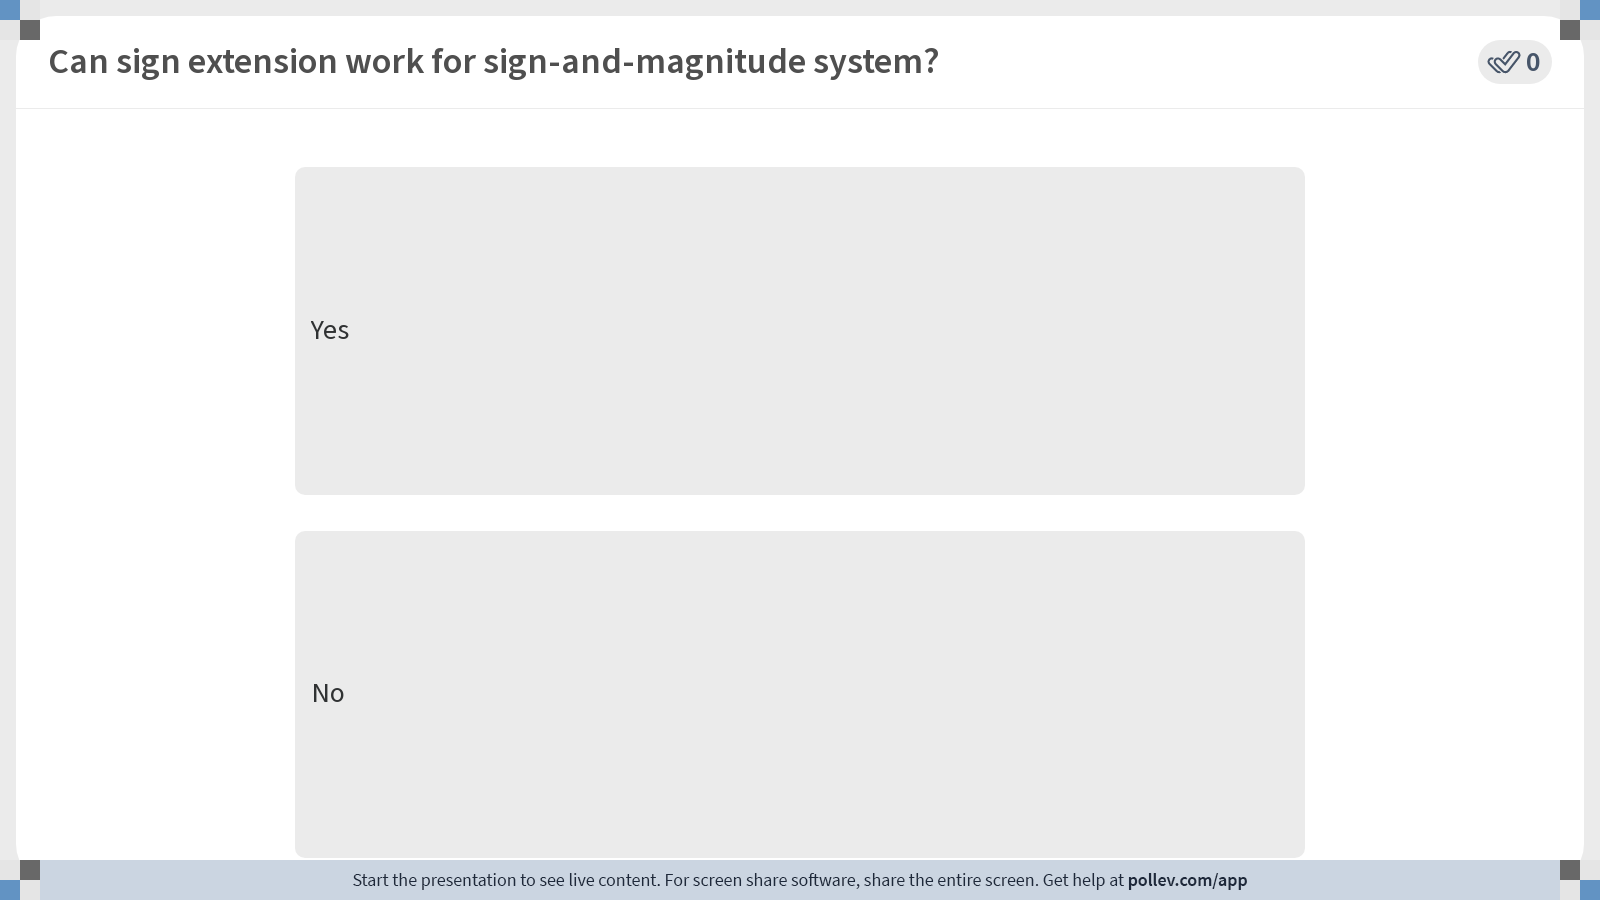 Can sign extension work for sign-and-magnitude system?
0
Yes
No
Start the presentation to see live content. For screen share software, share the entire screen. Get help at pollev.com/app